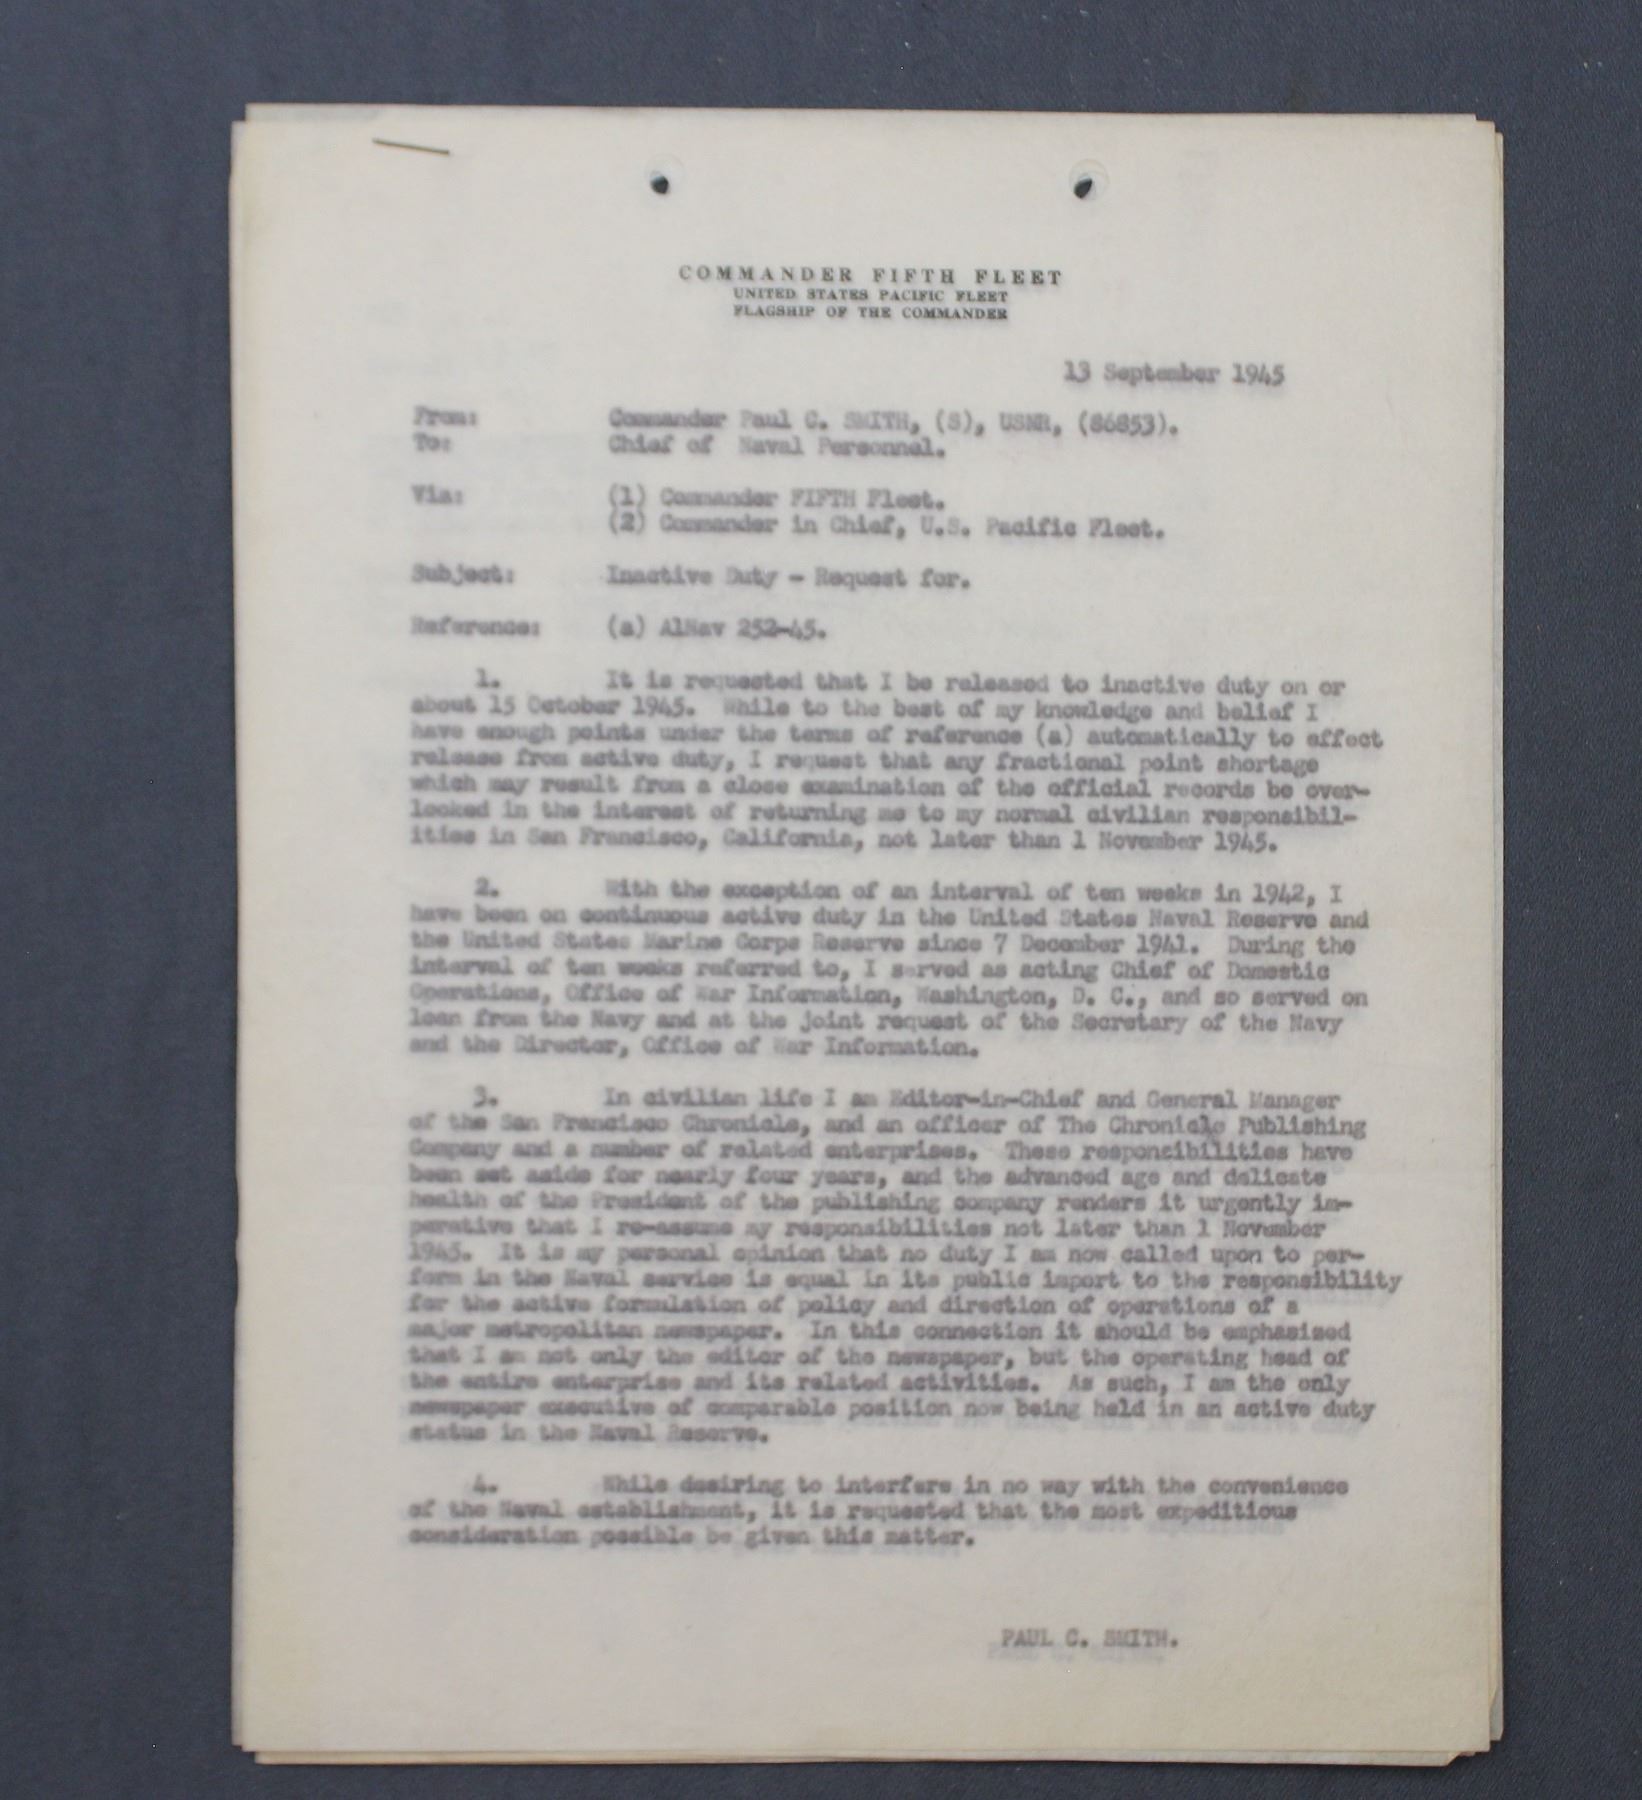 COMMANDER FIFTH FLEET
UNITED STATES PACIFIC FLEET
FLAGSHIP OF THE COMMANDER
13 September 1945
From: Commander Paul C. SMITH, (S), USNR, (86853).
To: Chief of Naval Personnel.
Via: (1) Commander FIFTH Fleet.
(2) Commander in Chief, U.S. Pacific Fleet.
Subject: Inactive Duty - Request for.
Reference: (a) AlNav 252-45.
1. It is requested that I be released to inactive duty on or
about 15 October 1945. While to the best of my knowledge and belief I
have enough points under the terms of reference (a) automatically to effect
release from active duty, I request that any fractional point shortage
which may result from a close examination of the official records be over-
looked in the interest of returning me to my normal civilian responsibil-
ities in San Francisco, California, not later than 1 November 1945.
2. With the exception of an interval of ten weeks in 1942, I
have been on continuous active duty in the United States Naval Reserve and
the United States Marine Corps Reserve since 7 December 1941. During the
interval of ten weeks referred to, I served as acting Chief of Domestic
Operations, Office of War Information, Washington, D. C., and so served on
loan from the Navy and at the joint request of the Secretary of the Navy
and the Director, Office of War Information.
3. In civilian life I am Editor-in-Chief and General Manager
of the San Francisco Chronicle, and an officer of The Chronicle Publishing
Company and a number of related enterprises. These responsibilities have
been set aside for nearly four years, and the advanced age and delicate
health of the President of the publishing company renders it urgently im-
perative that I re-assume my responsibilities not later than 1 November
1945. It is my personal opinion that no duty I am now called upon to per-
form in the Naval service is equal in its public import to the responsibility
for the active formulation of policy and direction of operations of a
major metropolitan newspaper. In this connection it should be emphasized
that I am not only the editor of the newspaper, but the operating head of
the entire enterprise and its related activities. As such, I am the only
newspaper executive of comparable position now being held in an active duty
status in the Naval Reserve.
4. While desiring to interfere in no way with the convenience
of the Naval establishment, it is requested that the most expeditious
consideration possible be given this matter.
PAUL C. SMITH.